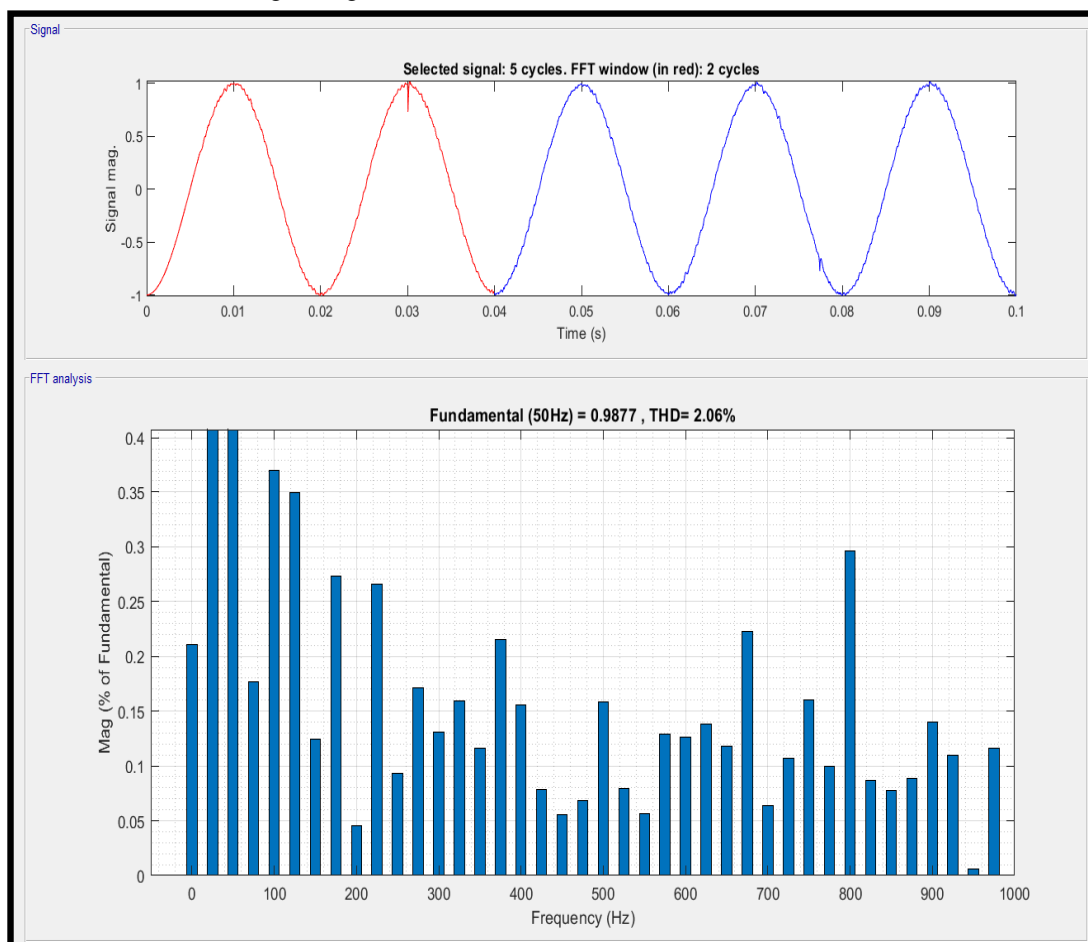 Signal
Selected signal: 5 cycles. FFT window (in red): 2 cycles
1
0.5
0
-0.5
-1
Signal mag.
0 0.01 0.02 0.03 0.04 0.05 0.06 0.07 0.08 0.09 0.1
Time (s)
FFT analysis
Fundamental (50Hz) = 0.9877 , THD= 2.06%
0.4
0.35
0.3
0.25
0.2
0.15
0.1
0.05
0
Mag (% of Fundamental)
0 100 200 300 400 500 600 700 800 900 1000
Frequency (Hz)